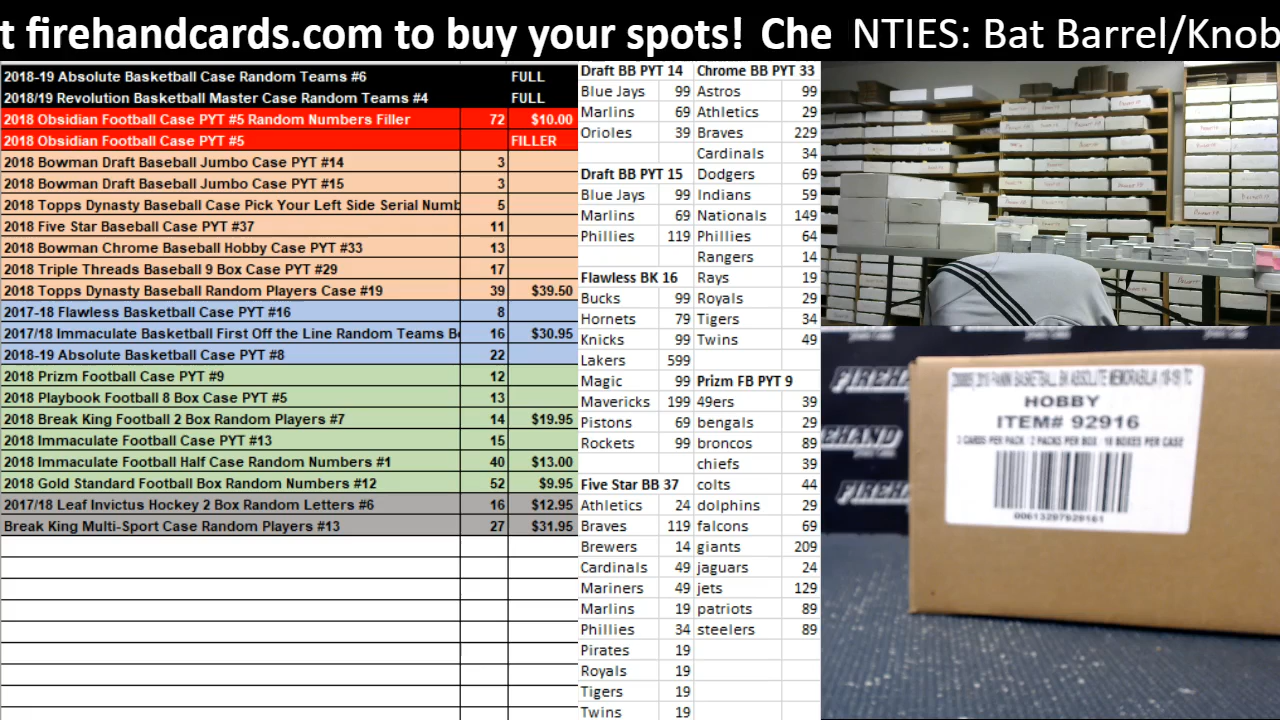 t firehandcards.com to buy your spots! Che NTIES: Bat Barrel/Knob
2018-19 Absolute Basketball Case Random Teams #6 FULL
2018/19 Revolution Basketball Master Case Random Teams #4 FULL
2018 Obsidian Football Case PYT #5 Random Numbers Filler 72 $10.00
2018 Obsidian Football Case PYT #5 FILLER
2018 Bowman Draft Baseball Jumbo Case PYT #14 3
2018 Bowman Draft Baseball Jumbo Case PYT #15 3
2018 Topps Dynasty Baseball Case Pick Your Left Side Serial Numb 5
2018 Five Star Baseball Case PYT #37 11
2018 Bowman Chrome Baseball Hobby Case PYT #33 13
2018 Triple Threads Baseball 9 Box Case PYT #29 17
2018 Topps Dynasty Baseball Random Players Case #19 39 $39.50
2017-18 Flawless Basketball Case PYT #16 8
2017/18 Immaculate Basketball First Off the Line Random Teams Bo 16 $30.95
2018-19 Absolute Basketball Case PYT #8 22
2018 Prizm Football Case PYT #9 12
2018 Playbook Football 8 Box Case PYT #5 13
2018 Break King Football 2 Box Random Players #7 14 $19.95
2018 Immaculate Football Case PYT #13 15
2018 Immaculate Football Half Case Random Numbers #1 40 $13.00
2018 Gold Standard Football Box Random Numbers #12 52 $9.95
2017/18 Leaf Invictus Hockey 2 Box Random Letters #6 16 $12.95
Break King Multi-Sport Case Random Players #13 27 $31.95
Draft BB PYT 14
Blue Jays 99
Marlins 69
Orioles 39
Draft BB PYT 15
Blue Jays 99
Marlins 69
Phillies 119
Flawless BK 16
Bucks 99
Hornets 79
Knicks 99
Lakers 599
Magic 99
Mavericks 199
Pistons 69
Rockets 99
Five Star BB 37
Athletics 24
Braves 119
Brewers 14
Cardinals 49
Mariners 49
Marlins 19
Phillies 34
Pirates 19
Royals 19
Tigers 19
Twins 19
Chrome BB PYT 33
Astros 99
Athletics 29
Braves 229
Cardinals 34
Dodgers 69
Indians 59
Nationals 149
Phillies 64
Rangers 14
Rays 19
Royals 29
Tigers 34
Twins 49
Prizm FB PYT 9
49ers 39
bengals 29
broncos 89
chiefs 39
colts 44
dolphins 29
falcons 69
giants 209
jaguars 24
jets 129
patriots 89
steelers 89
FIREHAND
HOBBY
ITEM# 92916
3 CARDS PER PACK 2 PACKS PER BOX 10 BOXES PER CASE